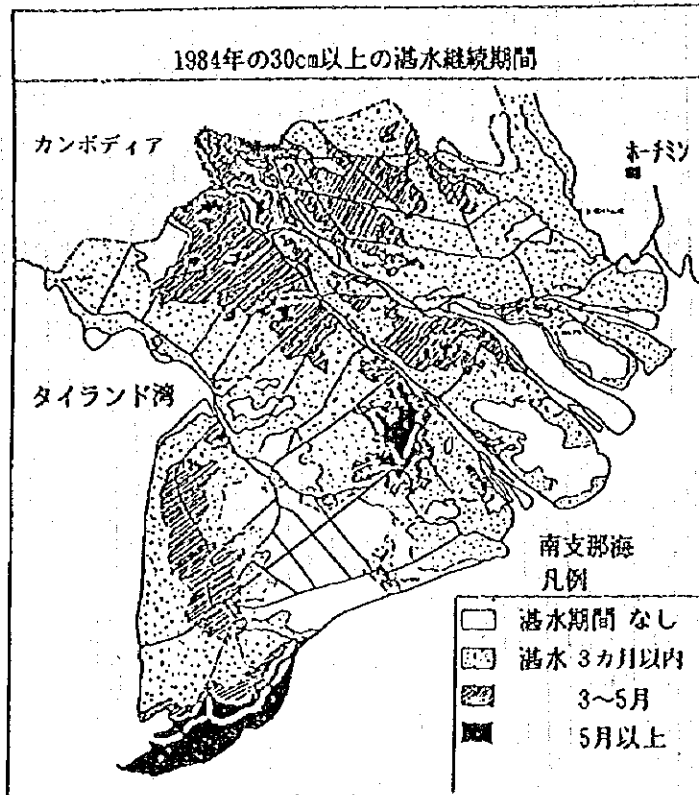 1984年の30cm以上の湛水継続期間
カンボディア
ホーチミン
タイランド湾
南支那海
凡例
湛水期間 なし
湛水 3カ月以内
3～5月
5月以上